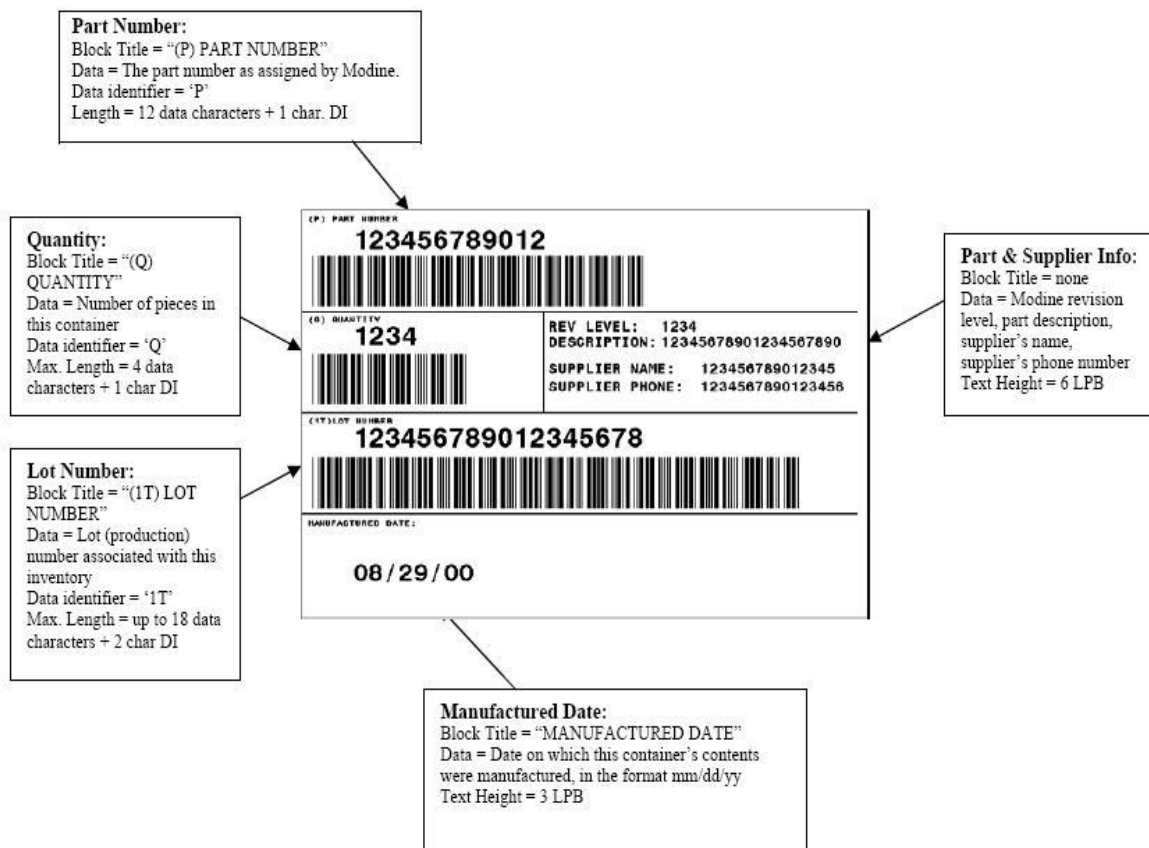 Part Number:
Block Title = “(P) PART NUMBER”
Data = The part number as assigned by Modine.
Data identifier = ‘P’
Length = 12 data characters + 1 char. DI
Quantity:
Block Title = “(Q)
QUANTITY”
Data = Number of pieces in
this container
Data identifier = ‘Q’
Max. Length = 4 data
characters + 1 char DI
Lot Number:
Block Title = “(1T) LOT
NUMBER”
Data = Lot (production)
number associated with this
inventory
Data identifier = ‘1T’
Max. Length = up to 18 data
characters + 2 char DI
(P) PART NUMBER
123456789012
(Q) QUANTITY
1234
REV LEVEL: 1234
DESCRIPTION: 12345678901234567890
SUPPLIER NAME: 123456789012345
SUPPLIER PHONE: 1234567890123456
(1T)LOT NUMBER
123456789012345678
MANUFACTURED DATE:
08/29/00
Part & Supplier Info:
Block Title = none
Data = Modine revision
level, part description,
supplier’s name,
supplier’s phone number
Text Height = 6 LPB
Manufactured Date:
Block Title = “MANUFACTURED DATE”
Data = Date on which this container’s contents
were manufactured, in the format mm/dd/yy
Text Height = 3 LPB